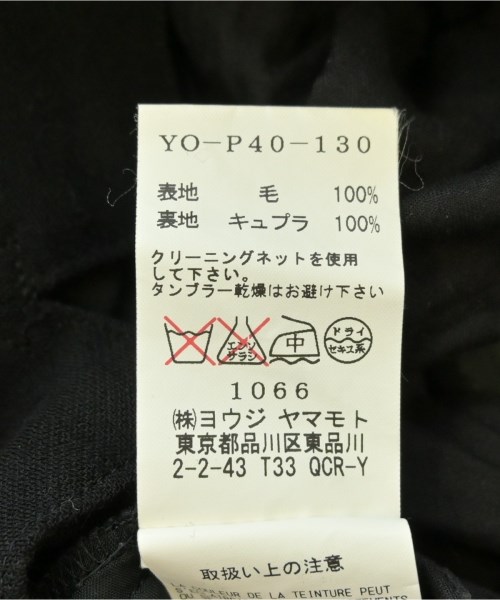 YO-P40-130
表地 毛 100%
裏地 キュプラ 100%
クリーニングネットを使用
して下さい。
タンブラー乾燥はお避け下さい
エンソ サラシ 中 ドライ セキユ系
1066
(株)ヨウジ ヤマモト
東京都品川区東品川
2-2-43 T33 QCR-Y
取扱い上の注意
LA COULEUR DE LA TEINTURE PEUT